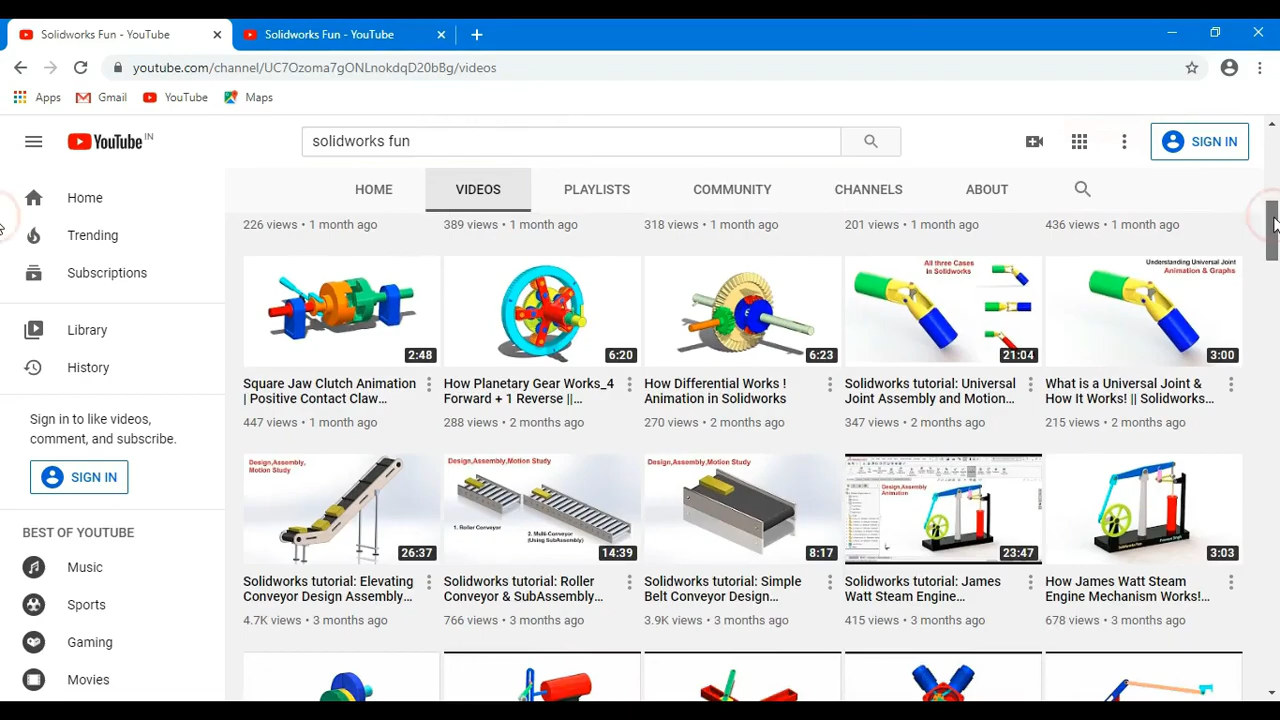 Solidworks Fun - YouTube
Solidworks Fun - YouTube
youtube.com/channel/UC7Ozoma7gONLnokdqD20bBg/videos
Apps
Gmail
YouTube
Maps
YouTube IN
solidworks fun
SIGN IN
HOME
VIDEOS
PLAYLISTS
COMMUNITY
CHANNELS
ABOUT
Home
Trending
Subscriptions
Library
History
Sign in to like videos,
comment, and subscribe.
SIGN IN
BEST OF YOUTUBE
Music
Sports
Gaming
Movies
226 views • 1 month ago
389 views • 1 month ago
318 views • 1 month ago
201 views • 1 month ago
436 views • 1 month ago
2:48
Square Jaw Clutch Animation
| Positive Contact Claw...
447 views • 1 month ago
6:20
How Planetary Gear Works_4
Forward + 1 Reverse ||...
288 views • 2 months ago
6:23
How Differential Works !
Animation in Solidworks
270 views • 2 months ago
All three Cases
in Solidworks
21:04
Solidworks tutorial: Universal
Joint Assembly and Motion...
347 views • 2 months ago
Understanding Universal Joint
Animation & Graphs
3:00
What is a Universal Joint &
How It Works! || Solidworks...
215 views • 2 months ago
Design,Assembly,
Motion Study
26:37
Solidworks tutorial: Elevating
Conveyor Design Assembly...
4.7K views • 3 months ago
Design,Assembly,Motion Study
1. Roller Conveyor
2. Multi-Conveyor
(Using SubAssembly)
14:39
Solidworks tutorial: Roller
Conveyor & SubAssembly...
766 views • 3 months ago
Design,Assembly,Motion Study
8:17
Solidworks tutorial: Simple
Belt Conveyor Design...
3.9K views • 3 months ago
Design,Assembly
Animation
23:47
Solidworks tutorial: James
Watt Steam Engine...
415 views • 3 months ago
3:03
How James Watt Steam
Engine Mechanism Works!...
678 views • 3 months ago